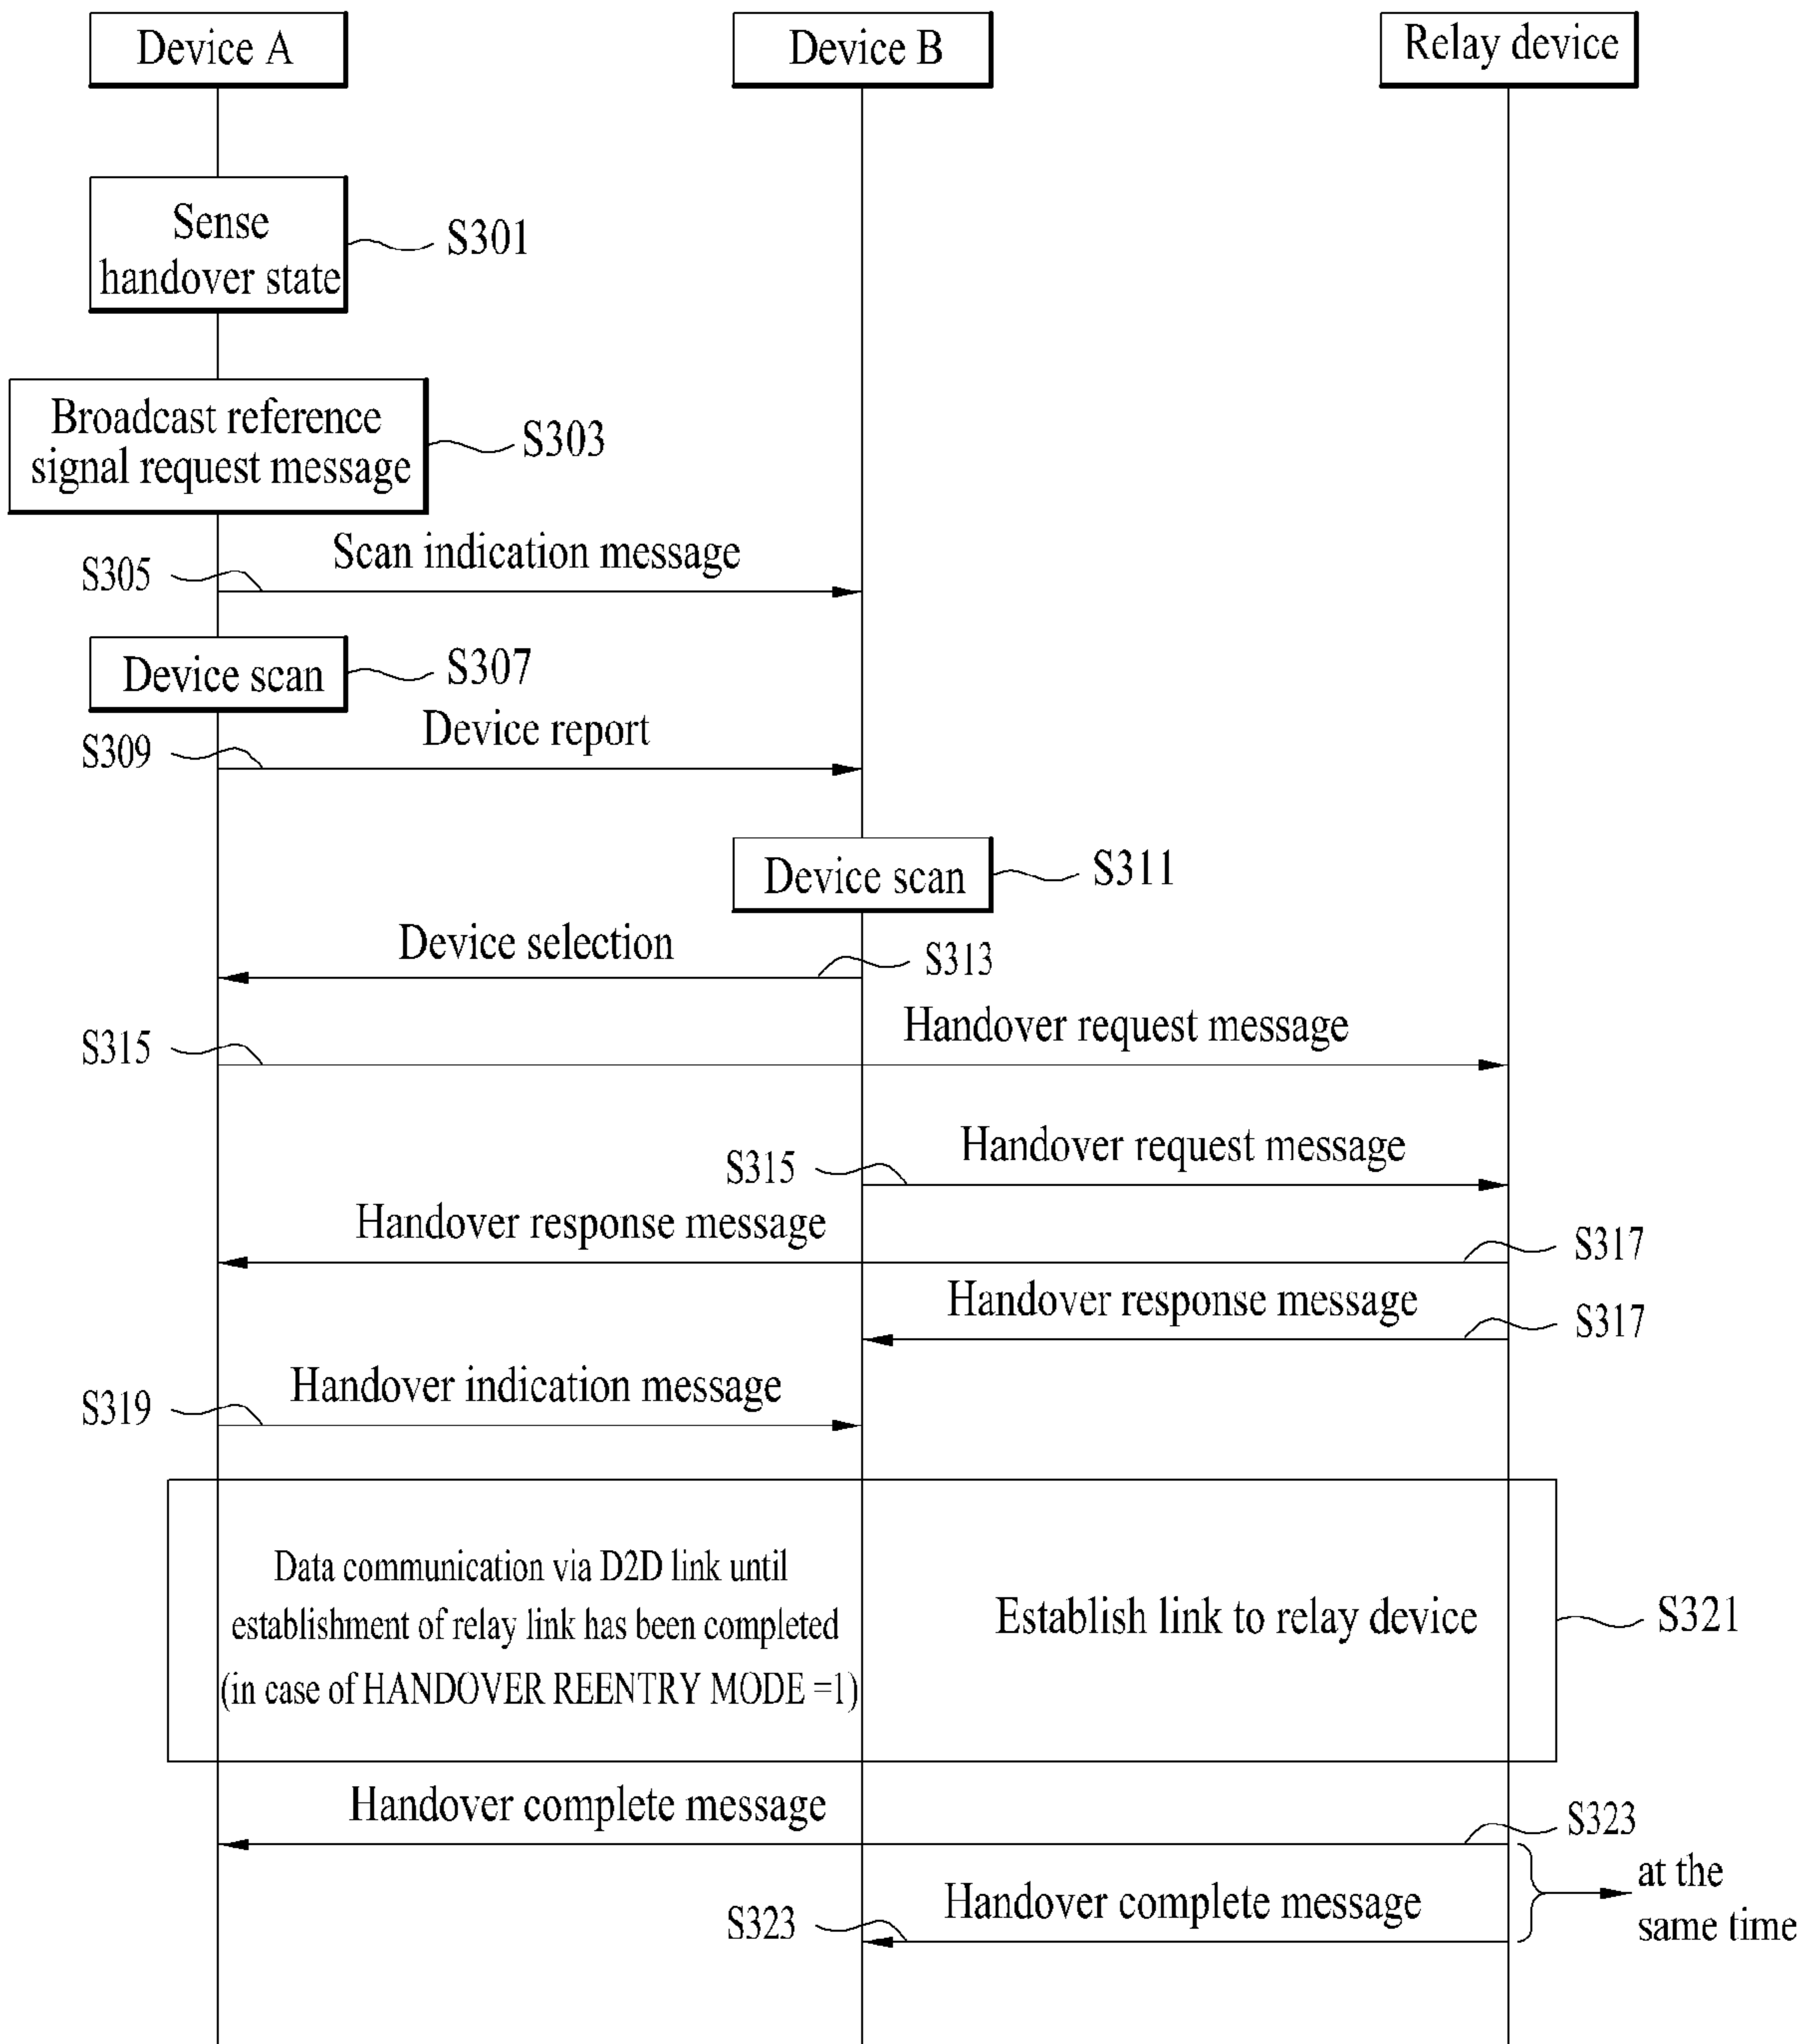 Device A
Device B
Relay device
Sense
handover state
S301
Broadcast reference
signal request message
S303
Scan indication message
S305
Device scan
S307
Device report
S309
Device scan
S311
Device selection
S313
Handover request message
S315
Handover request message
S315
Handover response message
S317
Handover response message
S317
Handover indication message
S319
Data communication via D2D link until
establishment of relay link has been completed
(in case of HANDOVER REENTRY MODE =1)
Establish link to relay device
S321
Handover complete message
S323
at the
same time
Handover complete message
S323